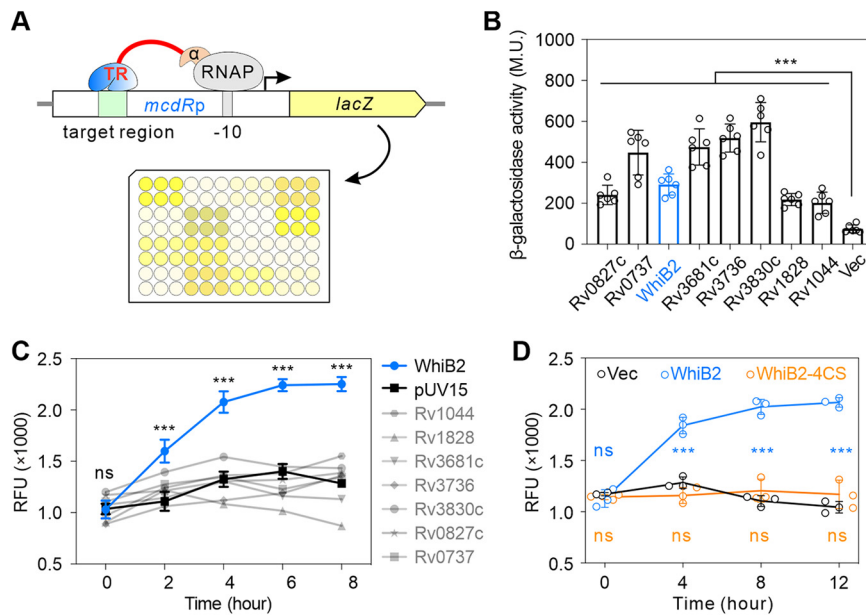 A
TR
α
RNAP
mcdRp
lacZ
target region
-10
B
β-galactosidase activity (M.U.)
1000
800
600
400
200
0
***
Rv0827c
Rv0737
WhiB2
Rv3681c
Rv3736
Rv3830c
Rv1828
Rv1044
Vec
C
RFU (×1000)
2.5
2.0
1.5
1.0
0.5
ns
***
***
***
***
0
2
4
6
8
Time (hour)
WhiB2
pUV15
Rv1044
Rv1828
Rv3681c
Rv3736
Rv3830c
Rv0827c
Rv0737
D
RFU (×1000)
2.5
2.0
1.5
1.0
0.5
Vec
WhiB2
WhiB2-4CS
ns
***
***
***
ns
ns
ns
ns
0
4
8
12
Time (hour)